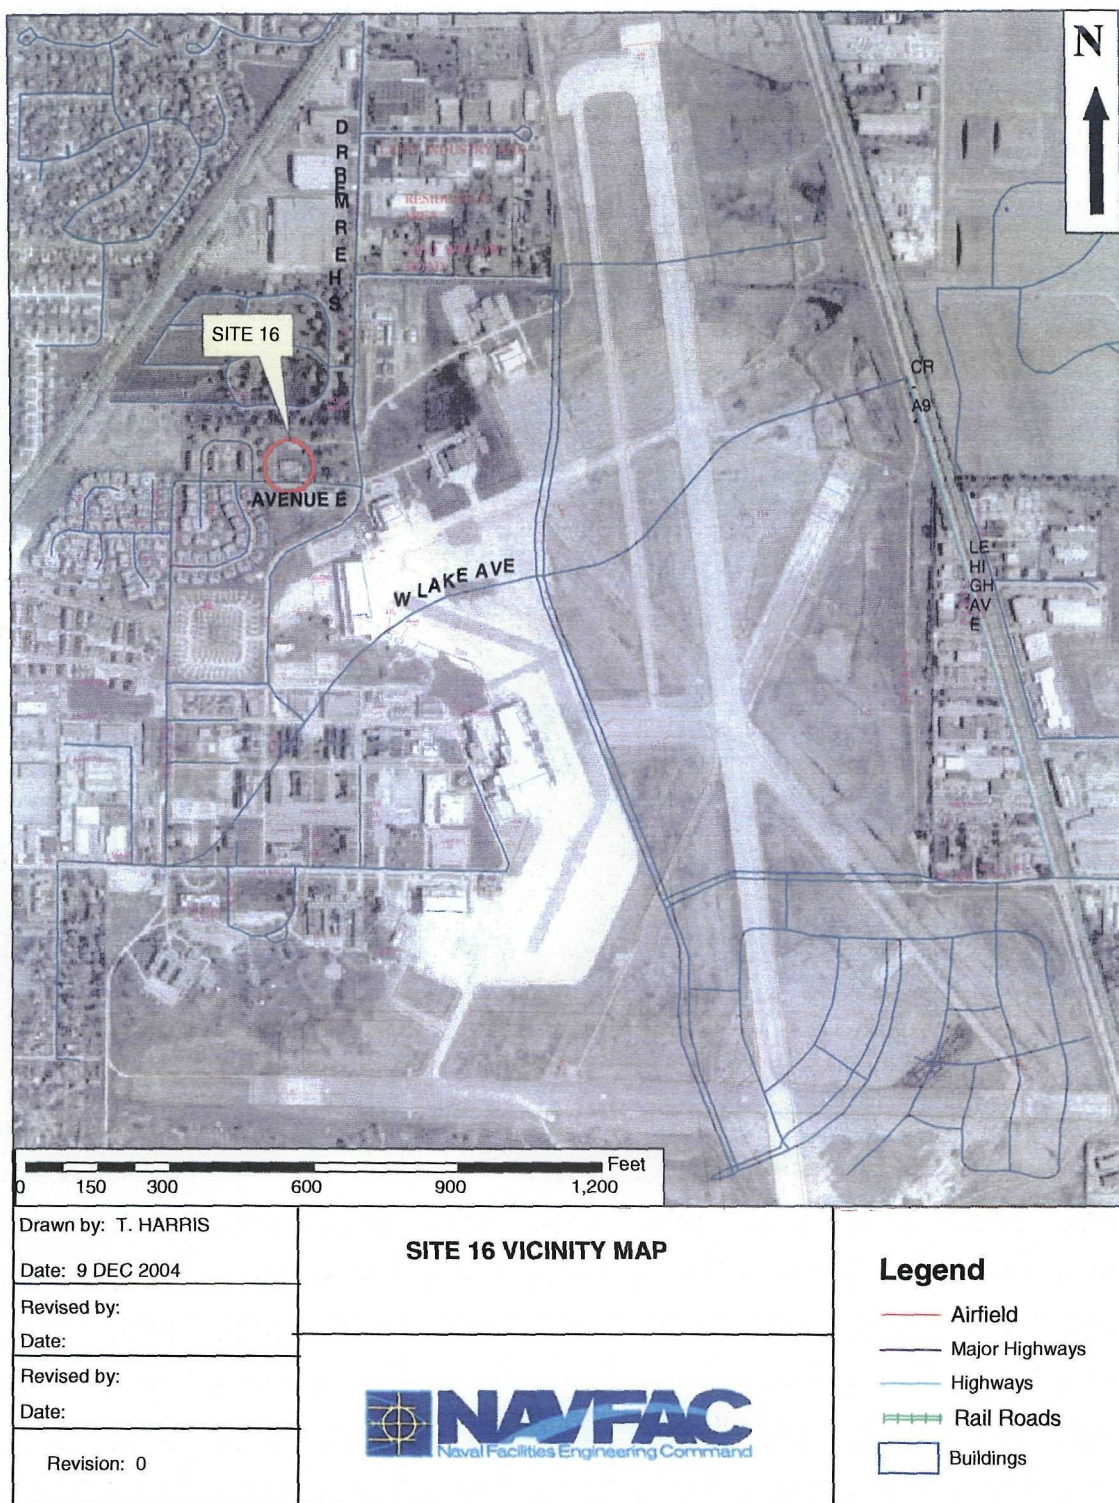 N
SHERMER DR
SITE 16
AVENUE E
W LAKE AVE
CR
A9
LE
HI
GH
AV
E
Feet
0 150 300 600 900 1,200
Drawn by: T. HARRIS
Date: 9 DEC 2004
Revised by:
Date:
Revised by:
Date:
Revision: 0
SITE 16 VICINITY MAP
NAVFAC
Naval Facilities Engineering Command
Legend
Airfield
Major Highways
Highways
Rail Roads
Buildings